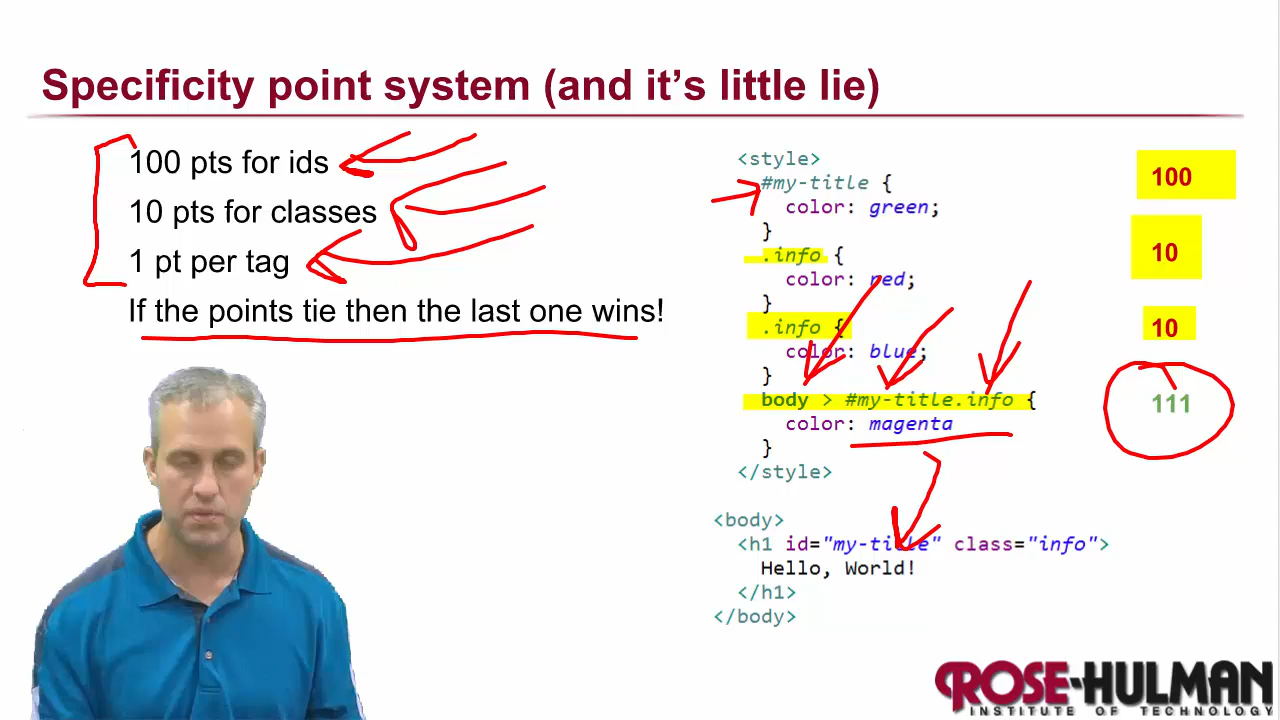 Specificity point system (and it's little lie)
100 pts for ids
10 pts for classes
1 pt per tag
If the points tie then the last one wins!
<style>
#my-title {
color: green;
}
.info {
color: red;
}
.info {
color: blue;
}
body > #my-title.info {
color: magenta
}
</style>
<body>
<h1 id="my-title" class="info">
Hello, World!
</h1>
</body>
100
10
10
111
ROSE-HULMAN
INSTITUTE OF TECHNOLOGY